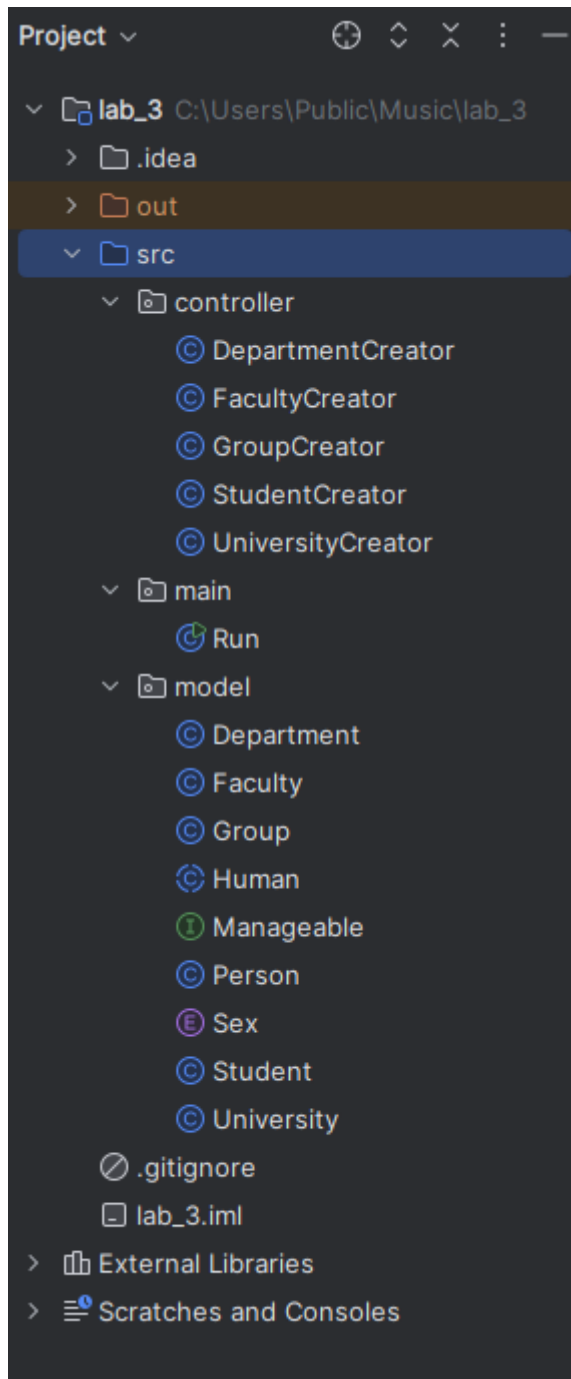 Project
lab_3 C:\Users\Public\Music\lab_3
.idea
out
src
controller
DepartmentCreator
FacultyCreator
GroupCreator
StudentCreator
UniversityCreator
main
Run
model
Department
Faculty
Group
Human
Manageable
Person
Sex
Student
University
.gitignore
lab_3.iml
External Libraries
Scratches and Consoles